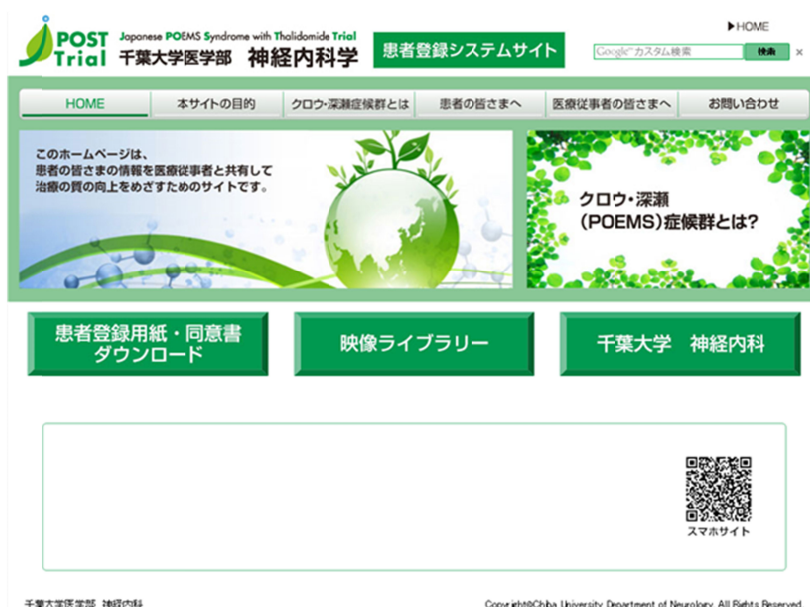 ▶HOME
POST
Trial
Japanese POEMS Syndrome with Thalidomide Trial
千葉大学医学部 神経内科学
患者登録システムサイト
Google™ カスタム検索
検索
×
HOME
本サイトの目的
クロウ・深瀬症候群とは
患者の皆さまへ
医療従事者の皆さまへ
お問い合わせ
このホームページは、
患者の皆さまの情報を医療従事者と共有して
治療の質の向上をめざすためのサイトです。
クロウ・深瀬
(POEMS)症候群とは?
患者登録用紙・同意書
ダウンロード
映像ライブラリー
千葉大学 神経内科
スマホサイト
千葉大学医学部 神経内科
Copyright©Chiba University Department of Neurology. All Rights Reserved.